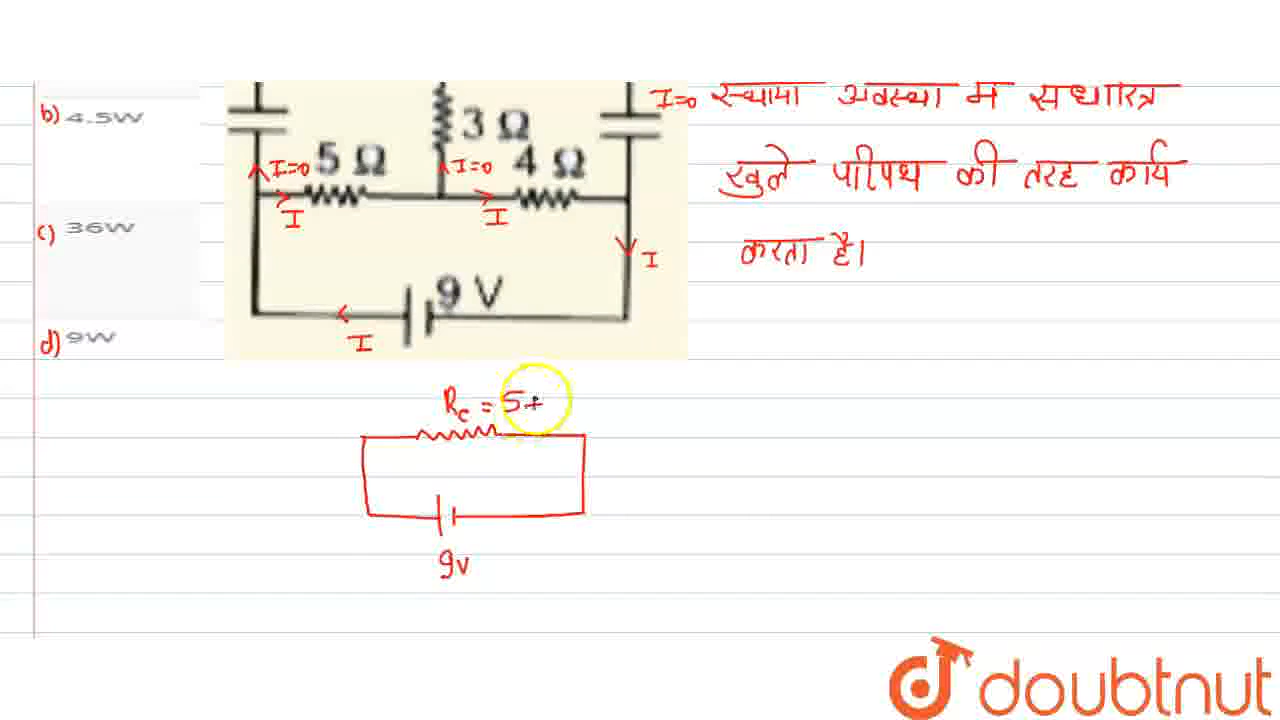 I=0 स्थायी अवस्था में संधारित्र
b) 4.5W
3 Ω
खुले परिपथ की तरह कार्य
I=0 5 Ω I=0 4 Ω
I I
c) 36W
करता है।
I
9 V
d) 9W
I
Rc = 5+
9v
doubtnut